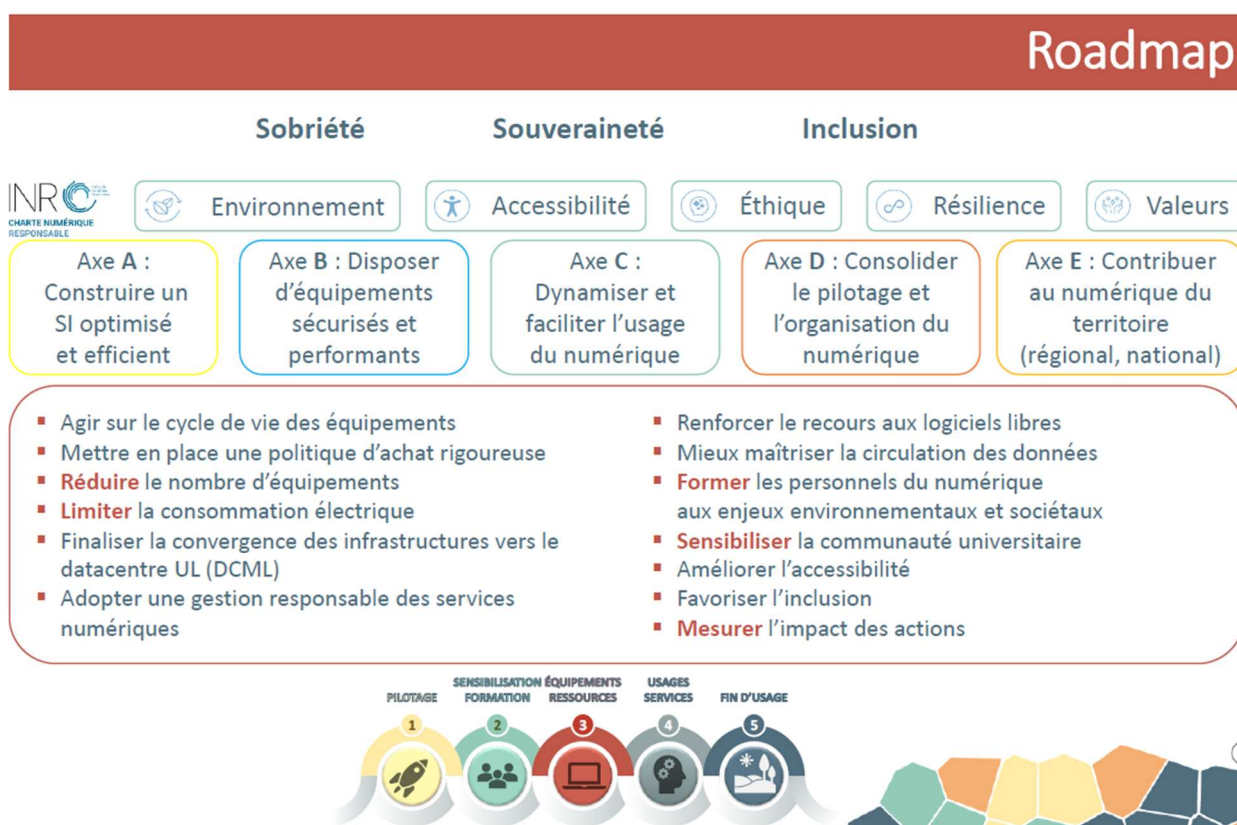 Roadmap
Sobriété
Souveraineté
Inclusion
INR
CHARTE NUMÉRIQUE
RESPONSABLE
Environnement
Accessibilité
Éthique
Résilience
Valeurs
Axe A :
Construire un
SI optimisé
et efficient
Axe B : Disposer
d'équipements
sécurisés et
performants
Axe C :
Dynamiser et
faciliter l'usage
du numérique
Axe D : Consolider
le pilotage et
l'organisation du
numérique
Axe E : Contribuer
au numérique du
territoire
(régional, national)
▪ Agir sur le cycle de vie des équipements
▪ Mettre en place une politique d'achat rigoureuse
▪ Réduire le nombre d'équipements
▪ Limiter la consommation électrique
▪ Finaliser la convergence des infrastructures vers le
datacentre UL (DCML)
▪ Adopter une gestion responsable des services
numériques
▪ Renforcer le recours aux logiciels libres
▪ Mieux maîtriser la circulation des données
▪ Former les personnels du numérique
aux enjeux environnementaux et sociétaux
▪ Sensibiliser la communauté universitaire
▪ Améliorer l'accessibilité
▪ Favoriser l'inclusion
▪ Mesurer l'impact des actions
PILOTAGE
1
SENSIBILISATION
FORMATION
2
ÉQUIPEMENTS
RESSOURCES
3
USAGES
SERVICES
4
FIN D'USAGE
5